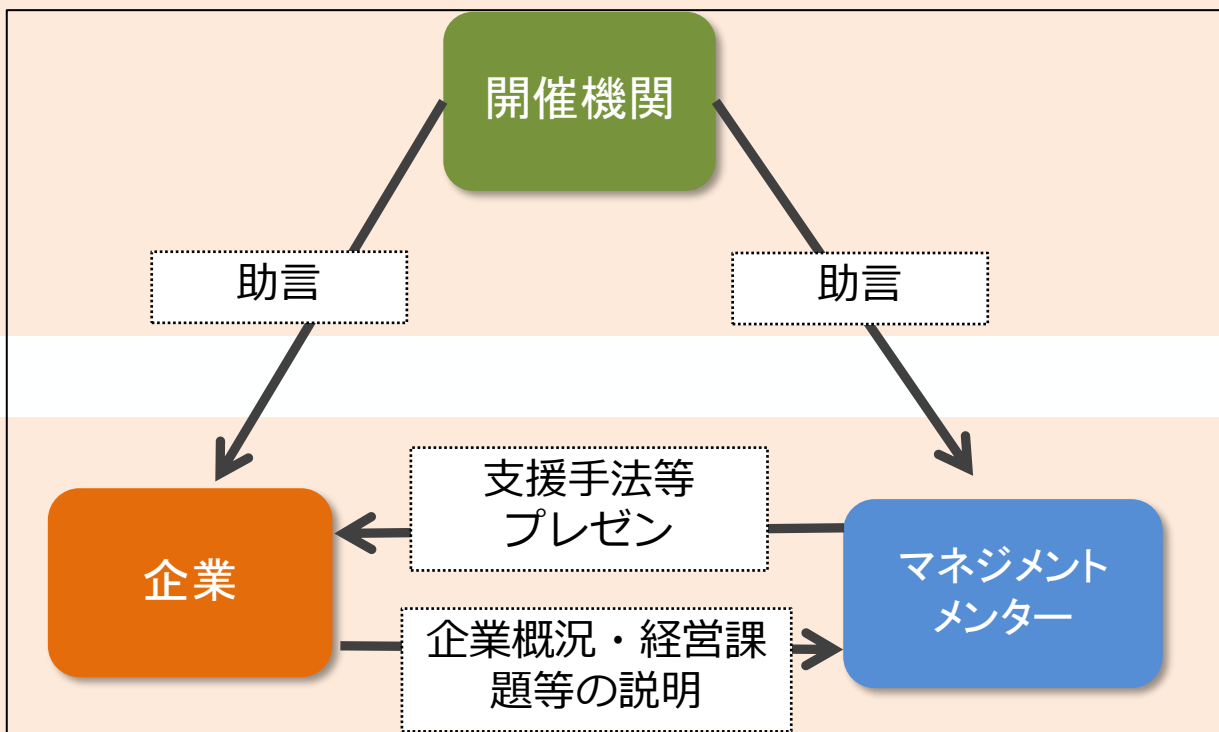 開催機関
助言
助言
支援手法等
プレゼン
企業
マネジメント
メンター
企業概況・経営課
題等の説明